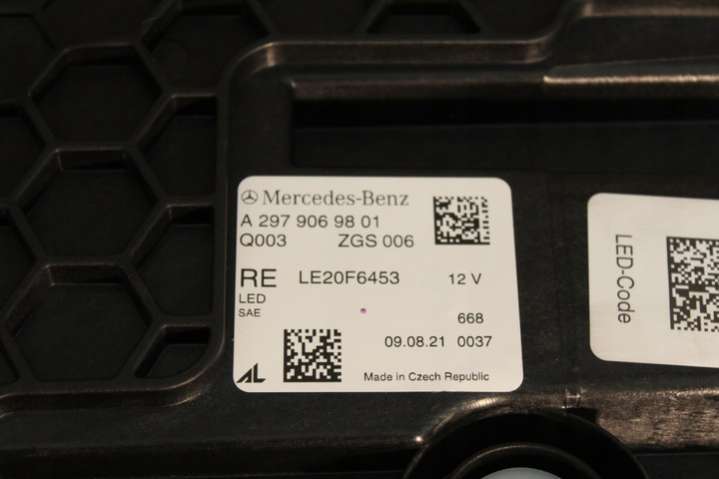 Mercedes-Benz
A 297 906 98 01
Q003 ZGS 006
RE LE20F6453 12 V
LED
SAE
668
09.08.21 0037
AL Made in Czech Republic
LED-Code